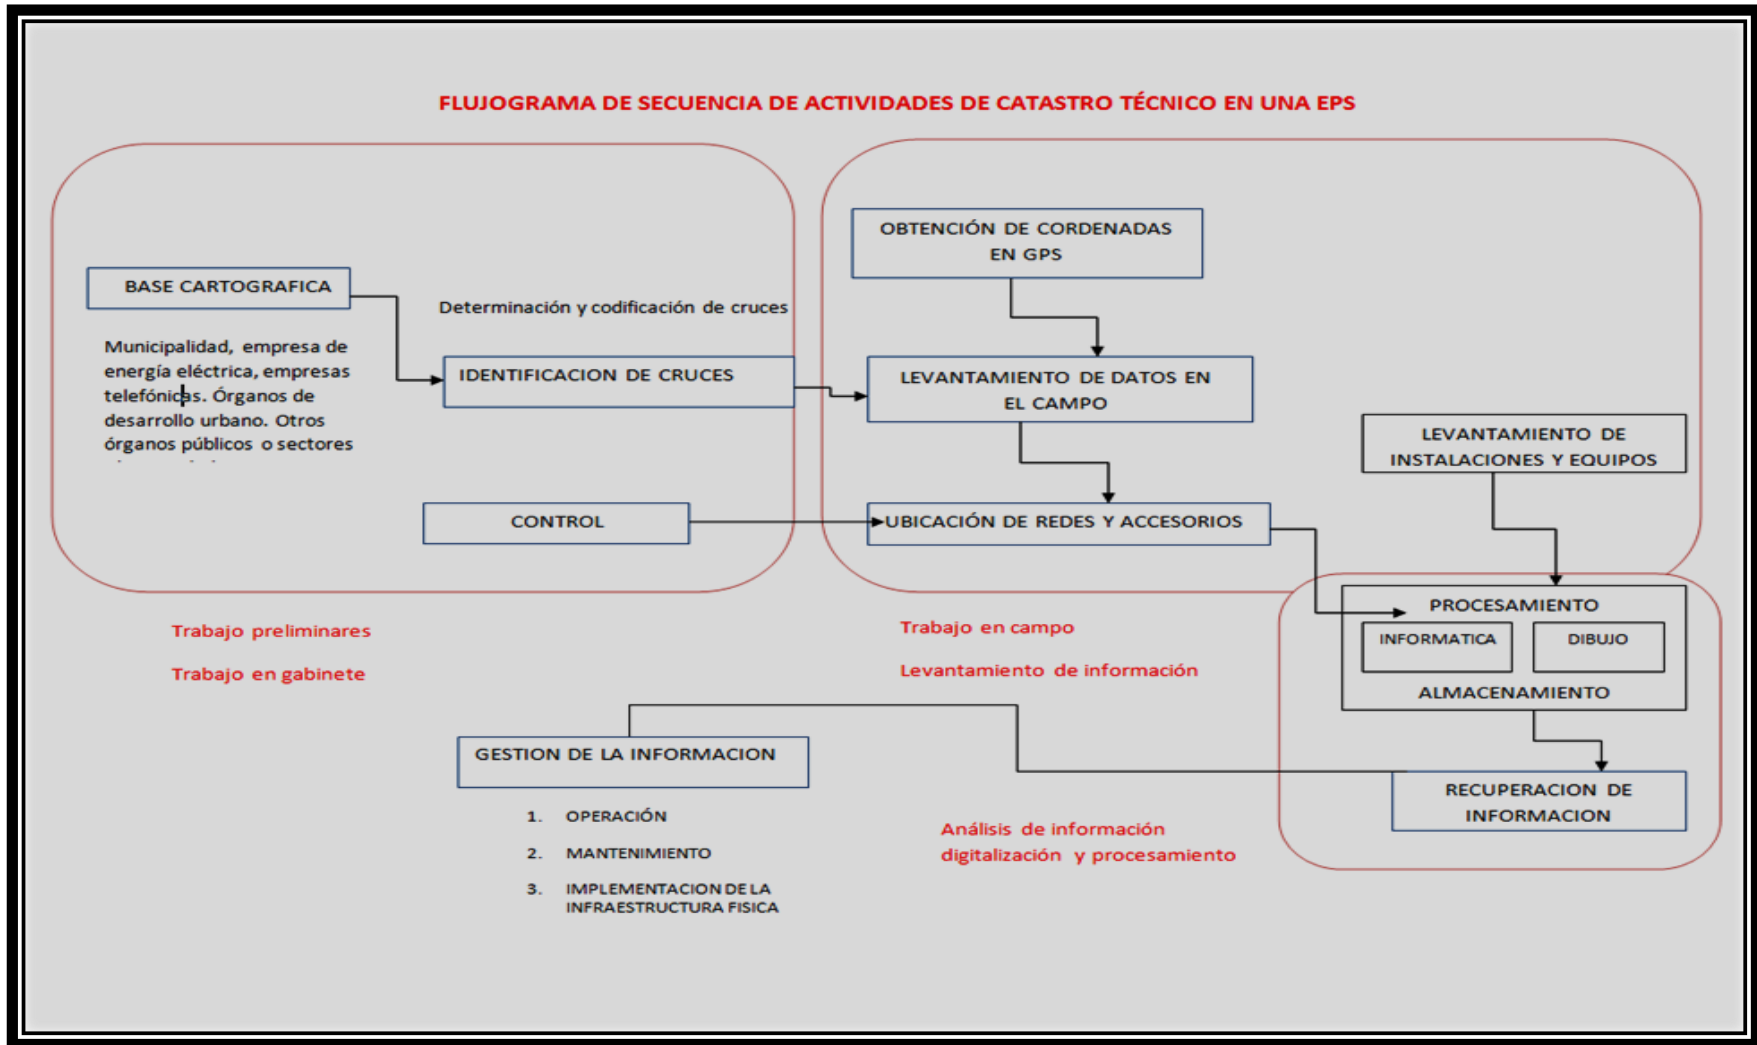 FLUJOGRAMA DE SECUENCIA DE ACTIVIDADES DE CATASTRO TÉCNICO EN UNA EPS
BASE CARTOGRAFICA
Municipalidad, empresa de
energía eléctrica, empresas
telefónicas. Órganos de
desarrollo urbano. Otros
órganos públicos o sectores
Determinación y codificación de cruces
IDENTIFICACION DE CRUCES
CONTROL
Trabajo preliminares
Trabajo en gabinete
OBTENCIÓN DE CORDENADAS
EN GPS
LEVANTAMIENTO DE DATOS EN
EL CAMPO
UBICACIÓN DE REDES Y ACCESORIOS
LEVANTAMIENTO DE
INSTALACIONES Y EQUIPOS
Trabajo en campo
Levantamiento de información
PROCESAMIENTO
INFORMATICA
DIBUJO
ALMACENAMIENTO
RECUPERACION DE
INFORMACION
Análisis de información
digitalización y procesamiento
GESTION DE LA INFORMACION
1. OPERACIÓN
2. MANTENIMIENTO
3. IMPLEMENTACION DE LA
INFRAESTRUCTURA FISICA